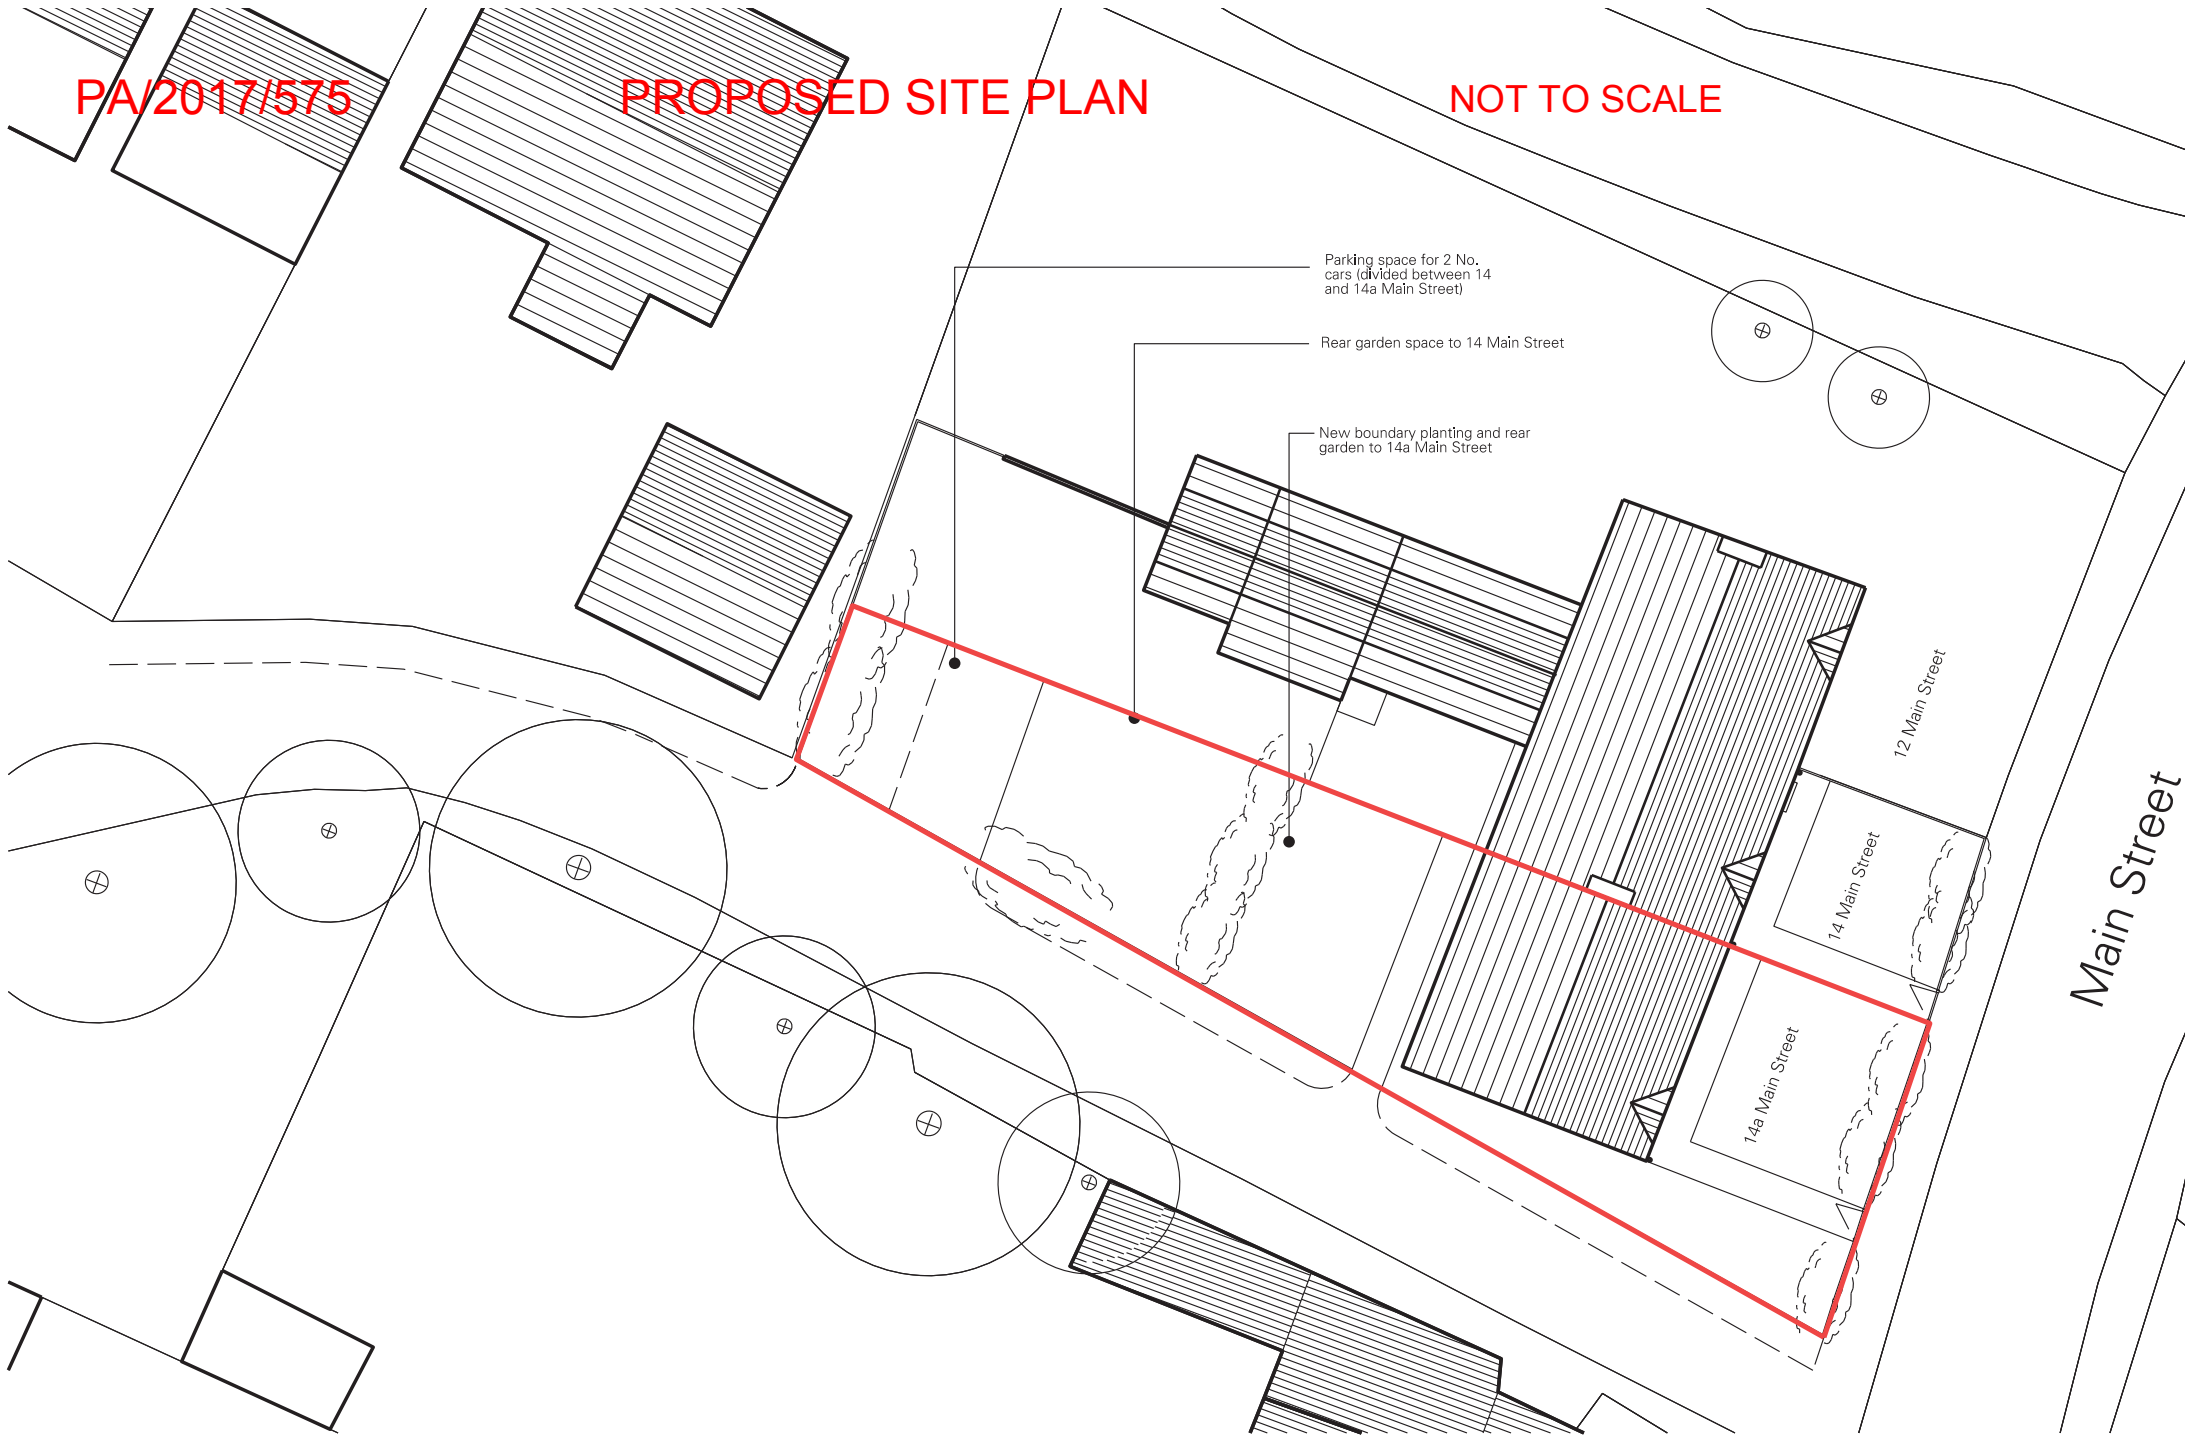 PA/2017/575
PROPOSED SITE PLAN
NOT TO SCALE
Parking space for 2 No.
cars (divided between 14
and 14a Main Street)
Rear garden space to 14 Main Street
New boundary planting and rear
garden to 14a Main Street
12 Main Street
14 Main Street
14a Main Street
Main Street